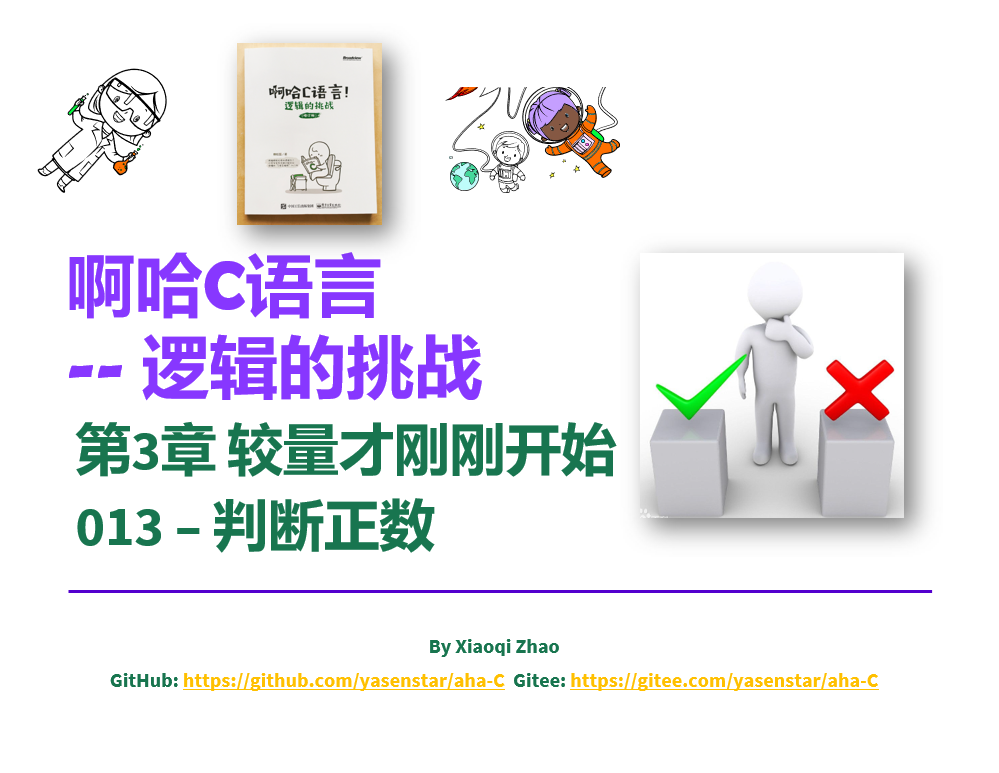 啊哈C语言!
逻辑的挑战
啊哈C语言
-- 逻辑的挑战
第3章 较量才刚刚开始
013 – 判断正数
By Xiaoqi Zhao
GitHub: https://github.com/yasenstar/aha-C Gitee: https://gitee.com/yasenstar/aha-C